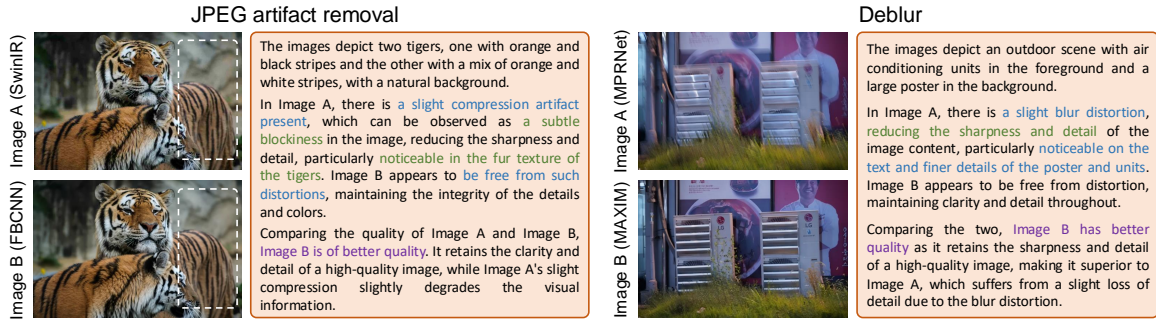 JPEG artifact removal
Image A (SwinIR)
Image B (FBCNN)
The images depict two tigers, one with orange and
black stripes and the other with a mix of orange and
white stripes, with a natural background.
In Image A, there is a slight compression artifact
present, which can be observed as a subtle
blockiness in the image, reducing the sharpness and
detail, particularly noticeable in the fur texture of
the tigers. Image B appears to be free from such
distortions, maintaining the integrity of the details
and colors.
Comparing the quality of Image A and Image B,
Image B is of better quality. It retains the clarity and
detail of a high-quality image, while Image A's slight
compression slightly degrades the visual
information.
Deblur
Image A (MPRNet)
Image B (MAXIM)
The images depict an outdoor scene with air
conditioning units in the foreground and a
large poster in the background.
In Image A, there is a slight blur distortion,
reducing the sharpness and detail of the
image content, particularly noticeable on the
text and finer details of the poster and units.
Image B appears to be free from distortion,
maintaining clarity and detail throughout.
Comparing the two, Image B has better
quality as it retains the sharpness and detail
of a high-quality image, making it superior to
Image A, which suffers from a slight loss of
detail due to the blur distortion.